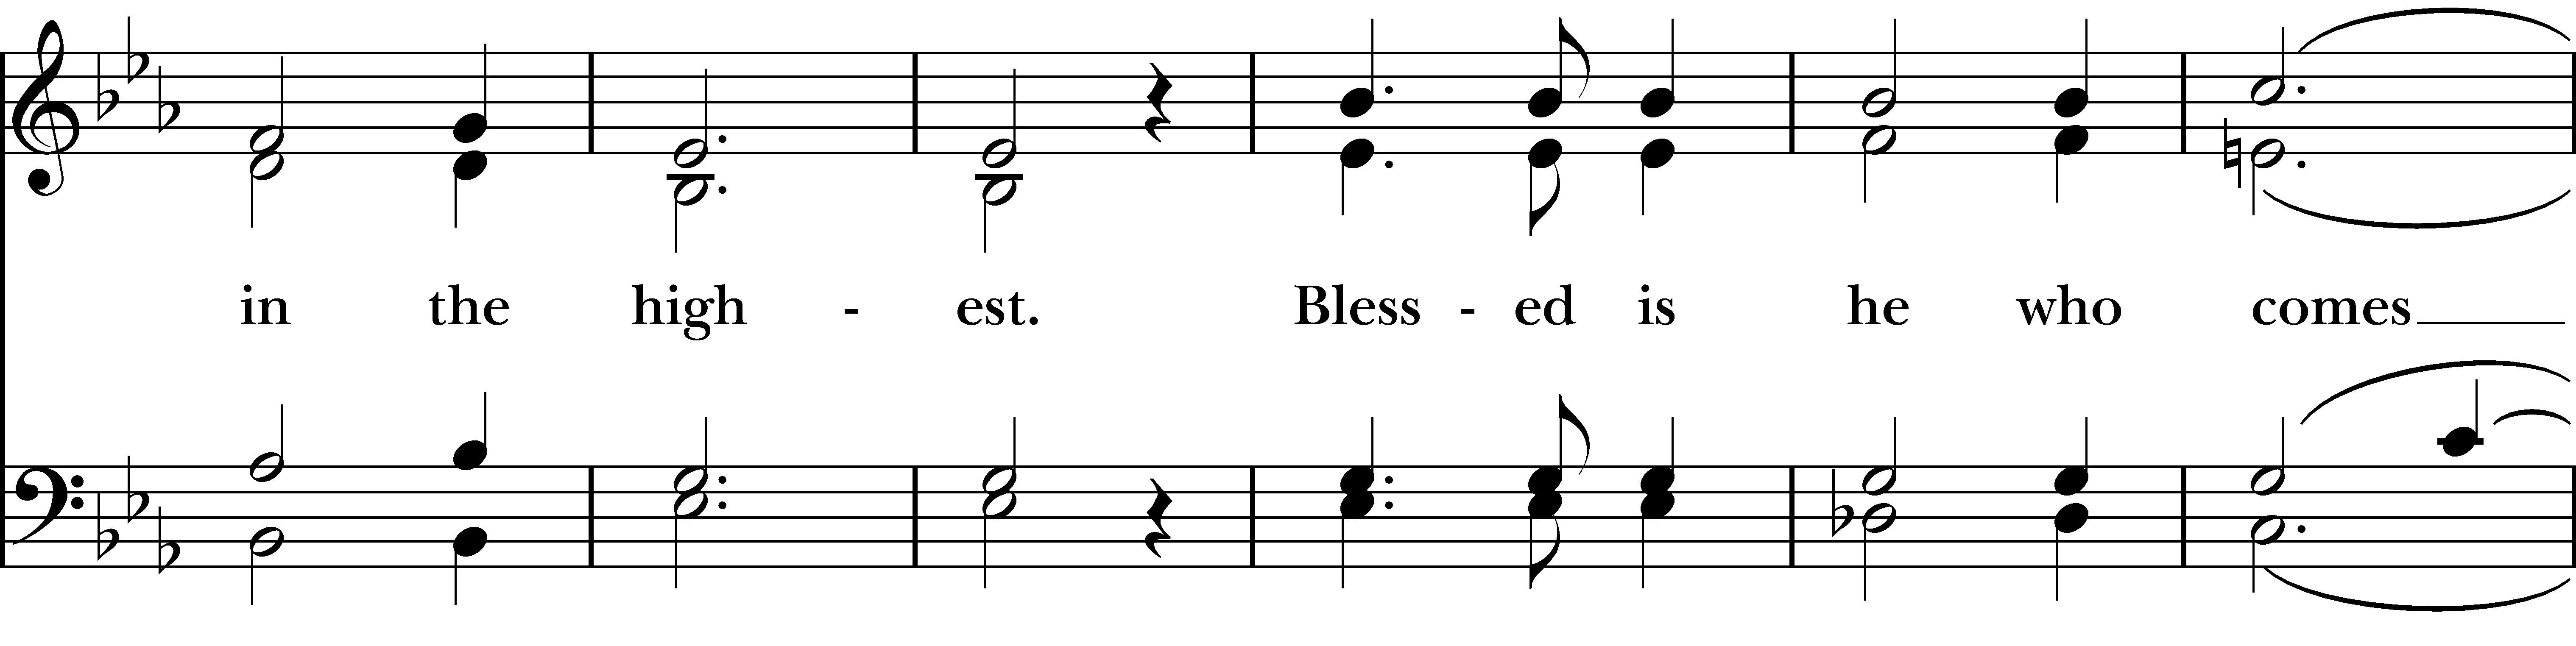 in the high - est. Bless - ed is he who comes